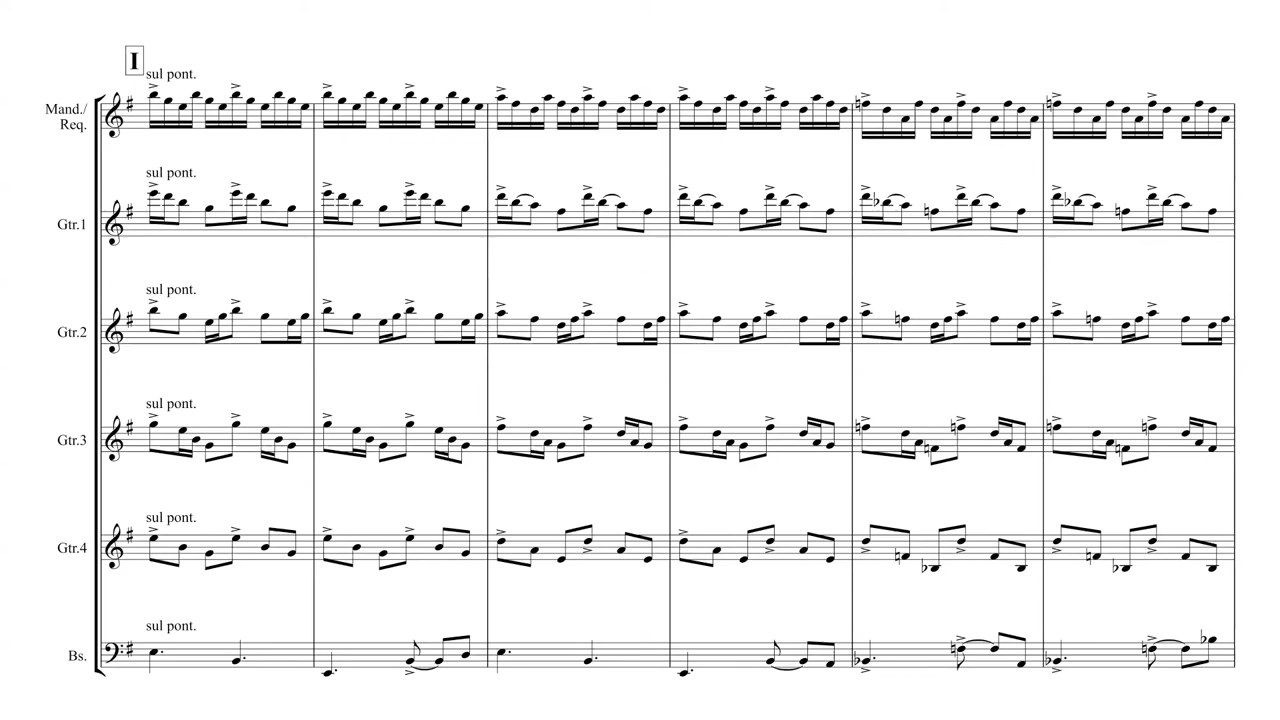 I
sul pont.
Mand./
Req.
sul pont.
Gtr.1
sul pont.
Gtr.2
sul pont.
Gtr.3
sul pont.
Gtr.4
sul pont.
Bs.